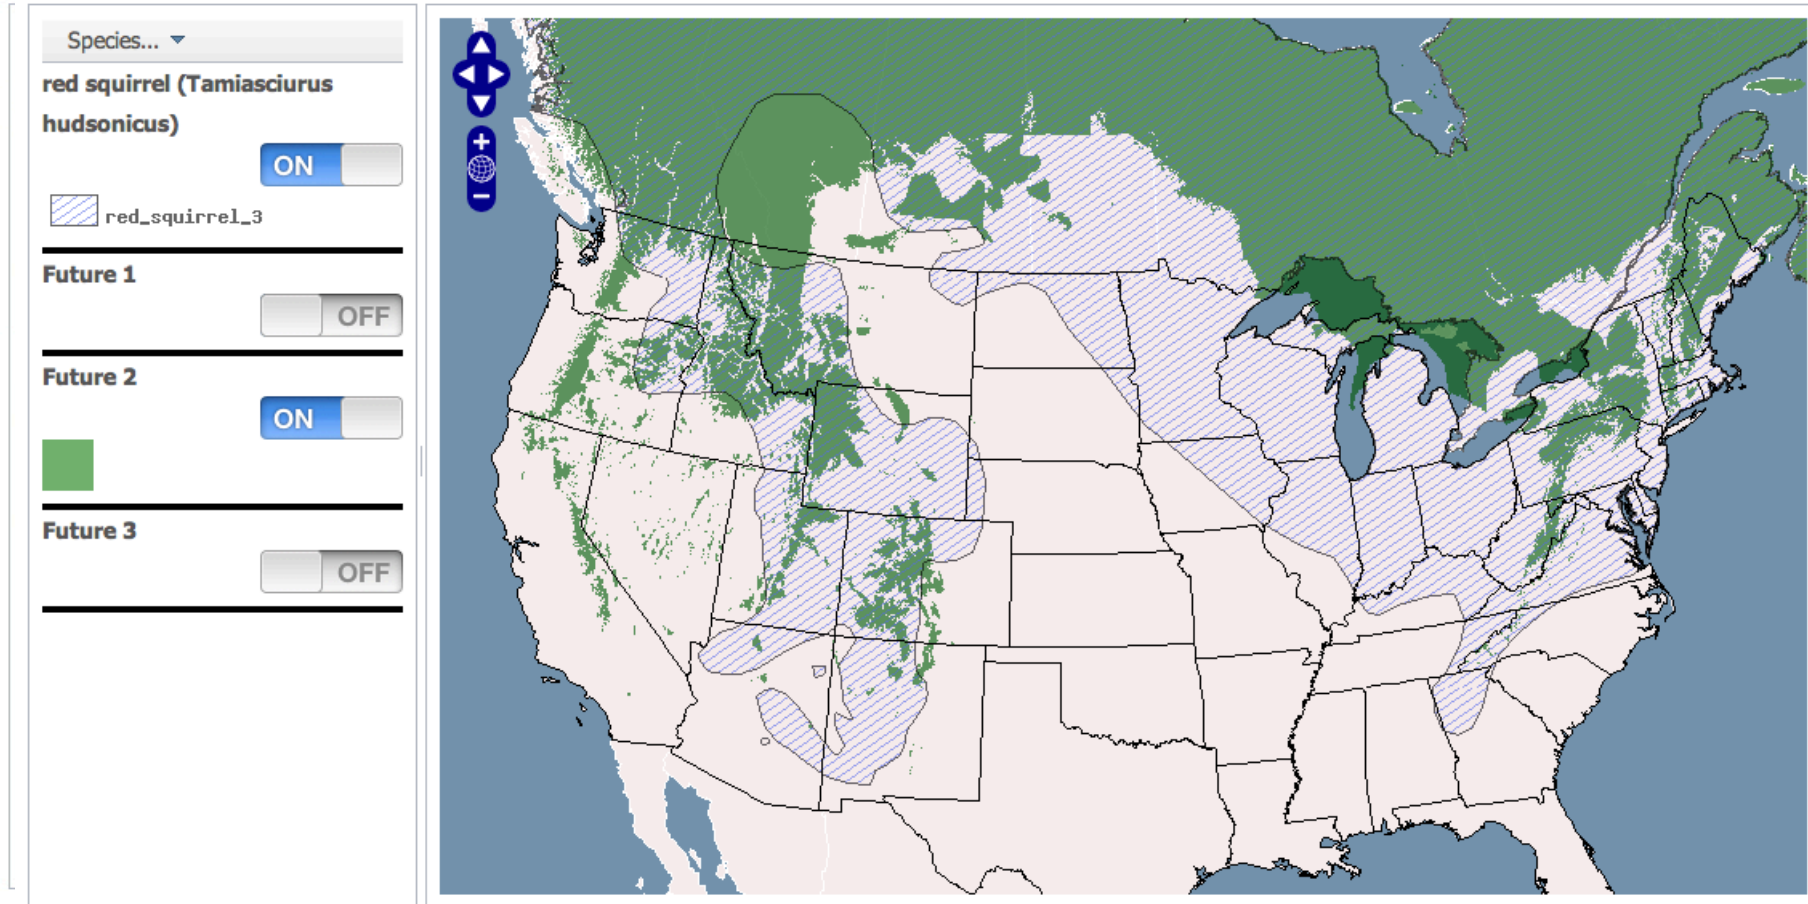 Species...
red squirrel (Tamiasciurus
hudsonicus)
ON
red_squirrel_3
Future 1
OFF
Future 2
ON
Future 3
OFF